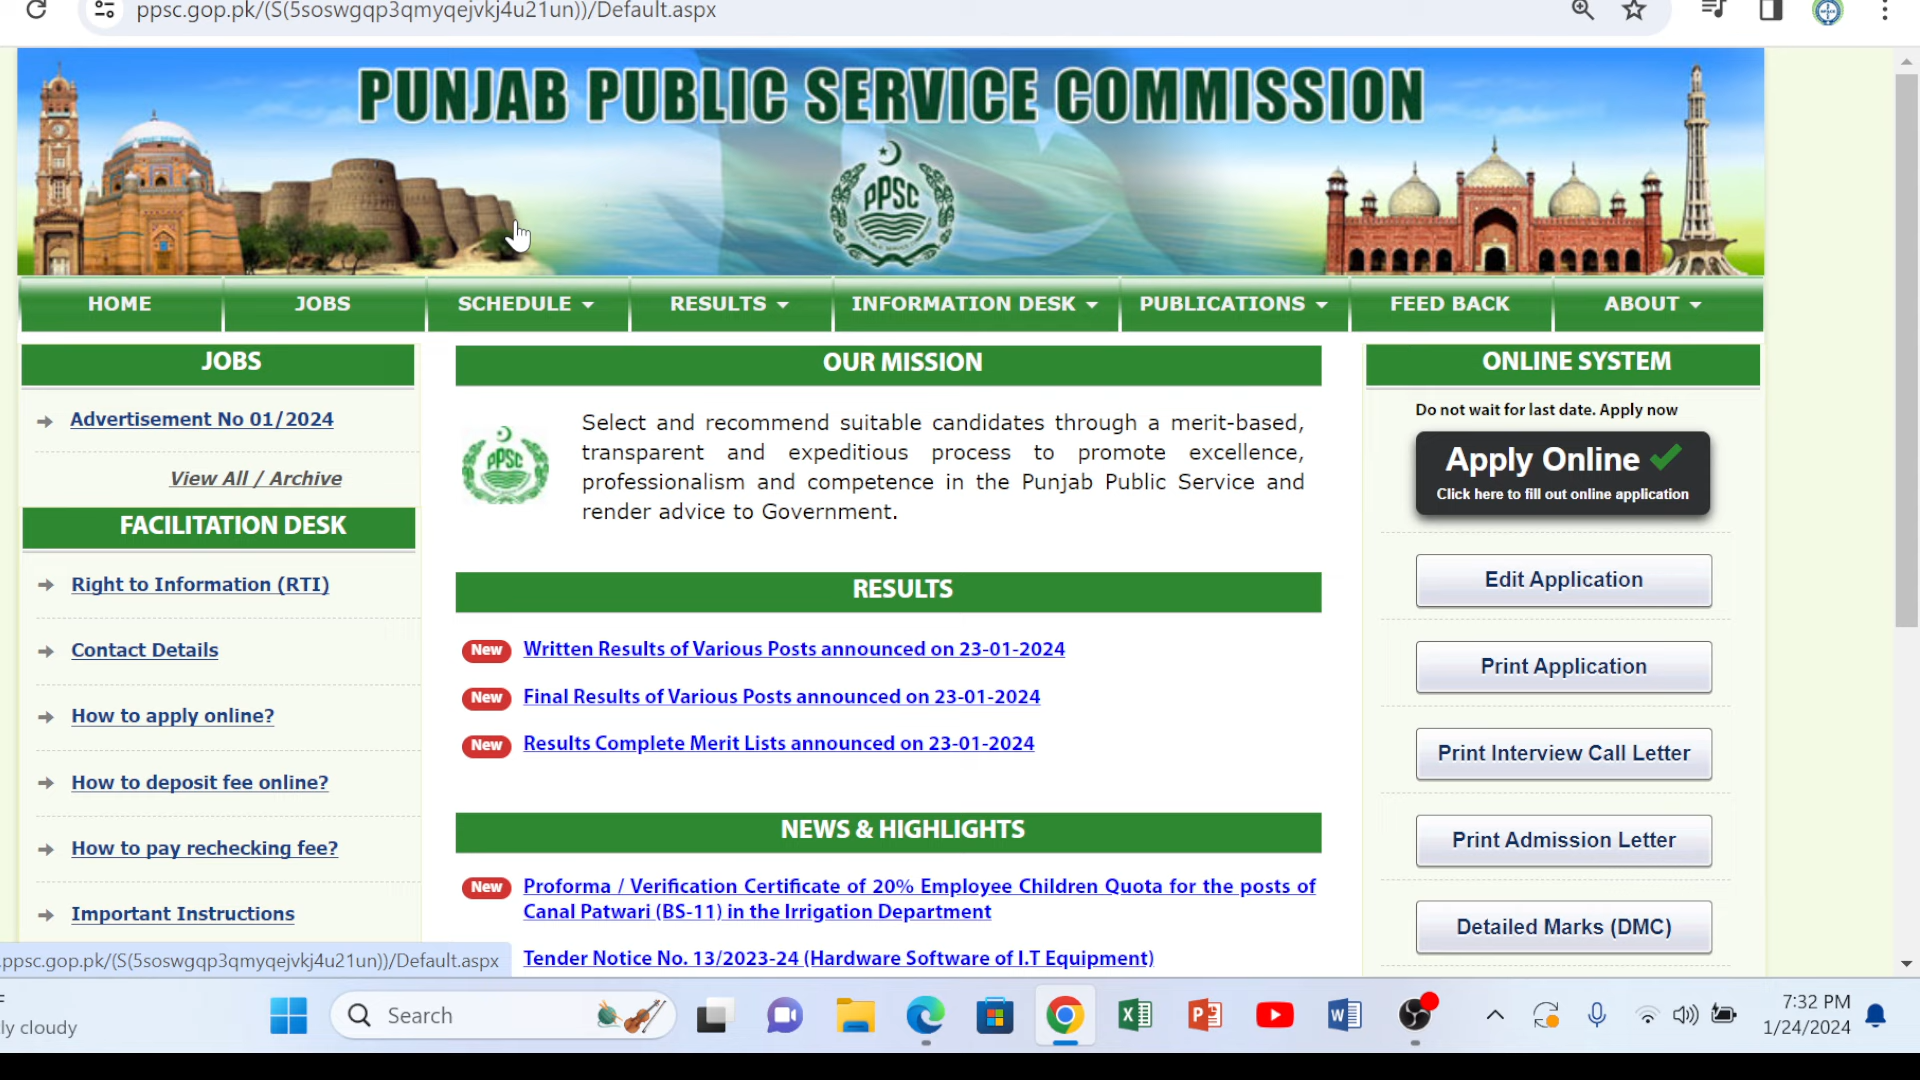 ppsc.gop.pk/(S(5soswgqp3qmyqejvkj4u21un))/Default.aspx
PUNJAB PUBLIC SERVICE COMMISSION
PPSC
HOME
JOBS
SCHEDULE
RESULTS
INFORMATION DESK
PUBLICATIONS
FEED BACK
ABOUT
JOBS
Advertisement No 01/2024
View All / Archive
FACILITATION DESK
Right to Information (RTI)
Contact Details
How to apply online?
How to deposit fee online?
How to pay rechecking fee?
Important Instructions
OUR MISSION
PPSC
Select and recommend suitable candidates through a merit-based,
transparent and expeditious process to promote excellence,
professionalism and competence in the Punjab Public Service and
render advice to Government.
RESULTS
New Written Results of Various Posts announced on 23-01-2024
New Final Results of Various Posts announced on 23-01-2024
New Results Complete Merit Lists announced on 23-01-2024
NEWS & HIGHLIGHTS
New Proforma / Verification Certificate of 20% Employee Children Quota for the posts of
Canal Patwari (BS-11) in the Irrigation Department
Tender Notice No. 13/2023-24 (Hardware Software of I.T Equipment)
ONLINE SYSTEM
Do not wait for last date. Apply now
Apply Online
Click here to fill out online application
Edit Application
Print Application
Print Interview Call Letter
Print Admission Letter
Detailed Marks (DMC)
ppsc.gop.pk/(S(5soswgqp3qmyqejvkj4u21un))/Default.aspx
ly cloudy
Search
7:32 PM
1/24/2024